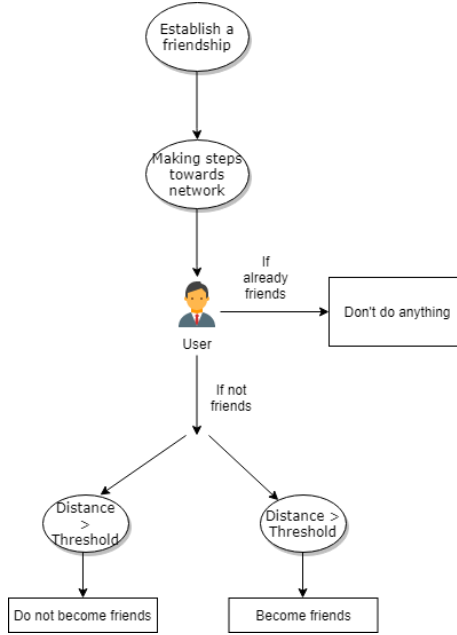 Establish a
friendship
Making steps
towards
network
If
already
friends
Don't do anything
User
If not
friends
Distance
>
Threshold
Distance >
Threshold
Do not become friends
Become friends